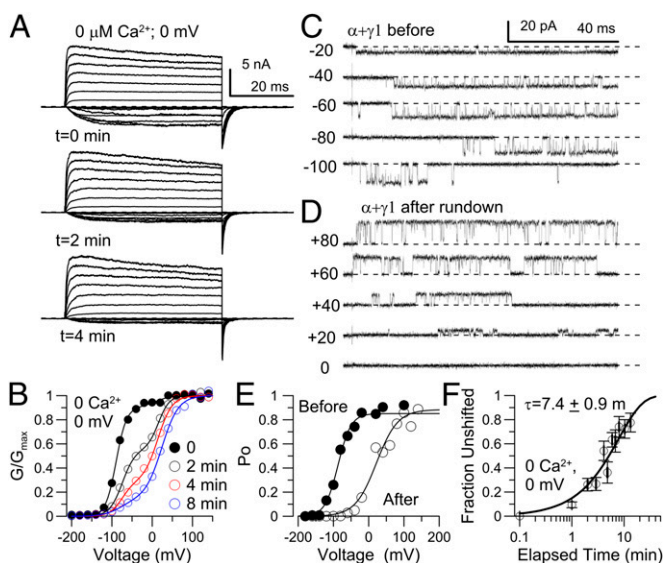 A
0 μM Ca²⁺; 0 mV
5 nA
20 ms
t=0 min
t=2 min
t=4 min
B
0 Ca²⁺
0 mV
0
2 min
4 min
8 min
G/Gmax
1
0.8
0.6
0.4
0.2
0
-200
-100
0
100
Voltage (mV)
C
α+γ1 before
20 pA
40 ms
-20
-40
-60
-80
-100
D
α+γ1 after rundown
+80
+60
+40
+20
0
E
Before
After
Po
1
0.8
0.6
0.4
0.2
0
-200
-100
0
100
200
Voltage (mV)
F
τ=7.4 ± 0.9 m
0 Ca²⁺,
0 mV
Fraction Unshifted
1
0.8
0.6
0.4
0.2
0
0.1
1
10
Elapsed Time (min)